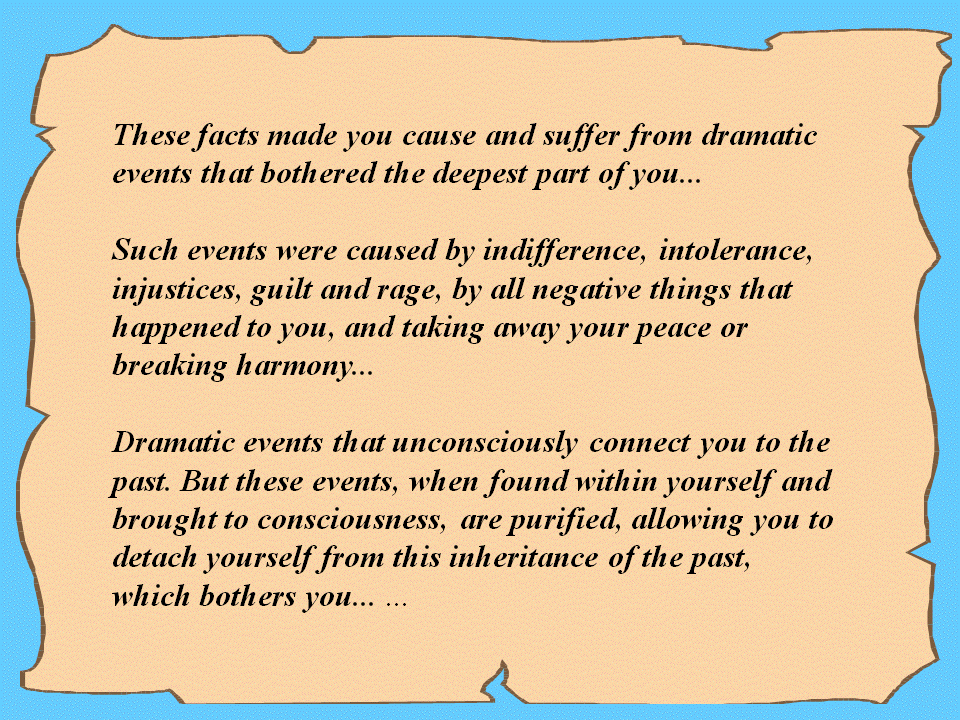 These facts made you cause and suffer from dramatic
events that bothered the deepest part of you...
Such events were caused by indifference, intolerance,
injustices, guilt and rage, by all negative things that
happened to you, and taking away your peace or
breaking harmony...
Dramatic events that unconsciously connect you to the
past. But these events, when found within yourself and
brought to consciousness, are purified, allowing you to
detach yourself from this inheritance of the past,
which bothers you... ...